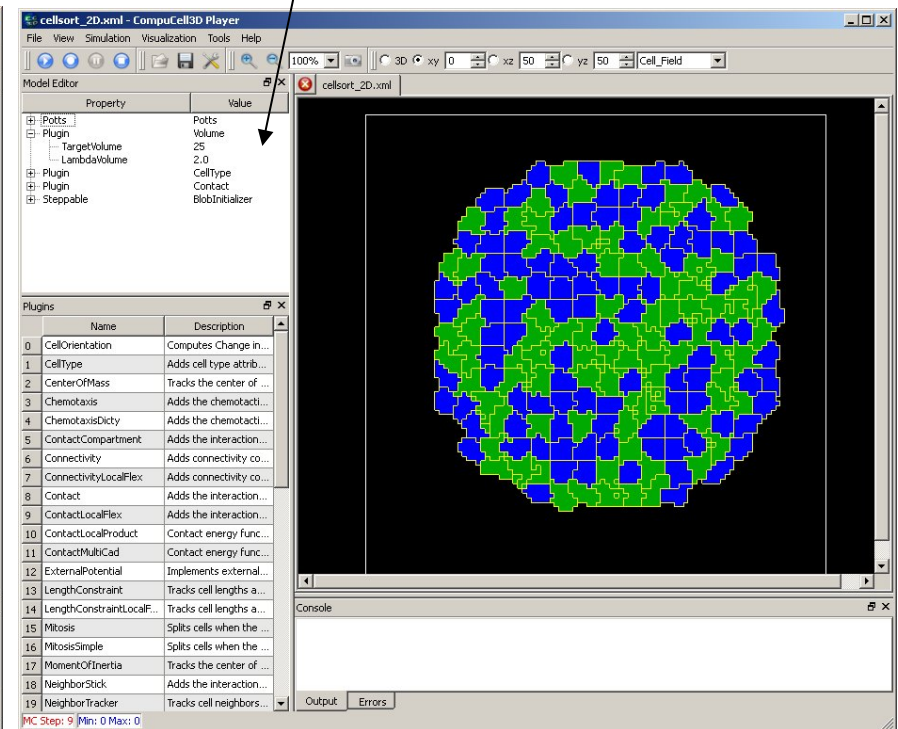 cellsort_2D.xml - CompuCell3D Player
File View Simulation Visualization Tools Help
100% 3D xy 0 xz 50 yz 50 Cell_Field
Model Editor
cellsort_2D.xml
Property Value
Potts Potts
Plugin Volume
TargetVolume 25
LambdaVolume 2.0
Plugin CellType
Plugin Contact
Steppable BlobInitializer
Plugins
Name Description
0 CellOrientation Computes Change in...
1 CellType Adds cell type attrib...
2 CenterOfMass Tracks the center of ...
3 Chemotaxis Adds the chemotacti...
4 ChemotaxisDicty Adds the chemotacti...
5 ContactCompartment Adds the interaction...
6 Connectivity Adds connectivity co...
7 ConnectivityLocalFlex Adds connectivity co...
8 Contact Adds the interaction...
9 ContactLocalFlex Adds the interaction...
10 ContactLocalProduct Contact energy func...
11 ContactMultiCad Contact energy func...
12 ExternalPotential Implements external...
13 LengthConstraint Tracks cell lengths a...
14 LengthConstraintLocalF... Tracks cell lengths a...
15 Mitosis Splits cells when the ...
16 MitosisSimple Splits cells when the ...
17 MomentOfInertia Tracks the center of ...
18 NeighborStick Adds the interaction...
19 NeighborTracker Tracks cell neighbors...
Console
Output Errors
MC Step: 9 Min: 0 Max: 0